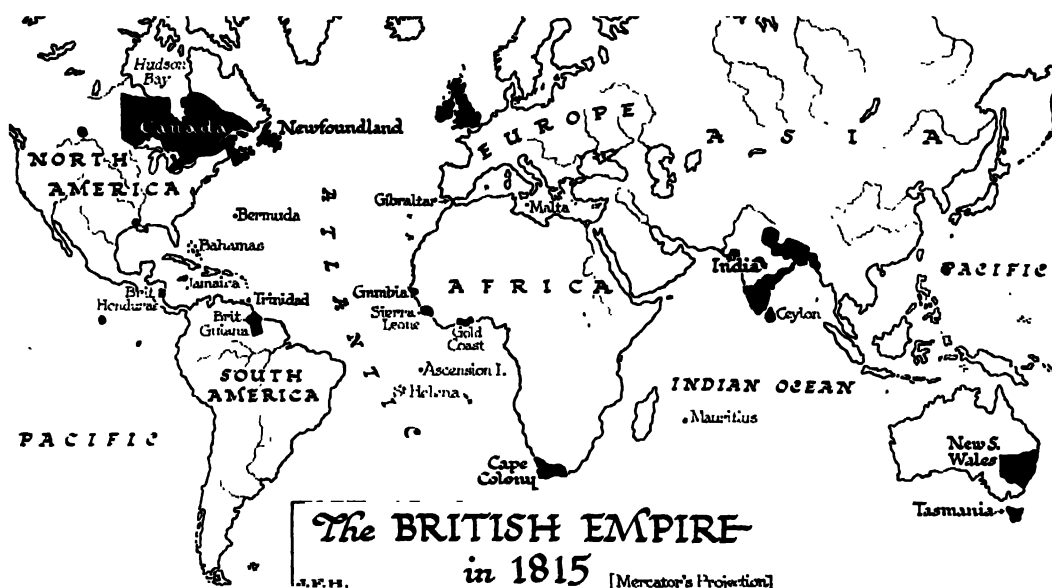 Hudson
Bay
Canada
Newfoundland
NORTH
AMERICA
Bermuda
Bahamas
Jamaica
Brit.
Honduras
Trinidad
Brit.
Guiana
SOUTH
AMERICA
PACIFIC
ATLANTIC
EUROPE
Gibraltar
Malta
AFRICA
Gambia
Sierra
Leone
Gold
Coast
Ascension I.
St Helena
Cape
Colony
ASIA
India
Ceylon
PACIFIC
INDIAN OCEAN
Mauritius
New S.
Wales
Tasmania
The BRITISH EMPIRE
in 1815
[Mercator's Projection]
J.F.H.